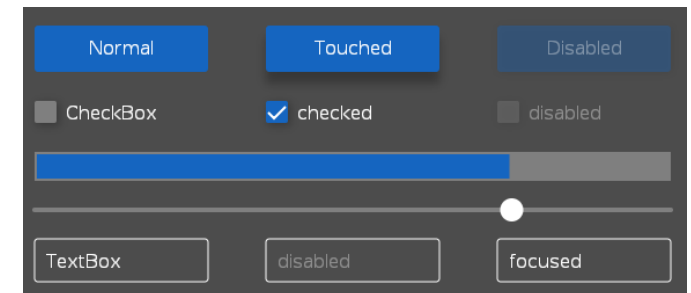 Normal Touched Disabled
CheckBox checked disabled
TextBox disabled focused